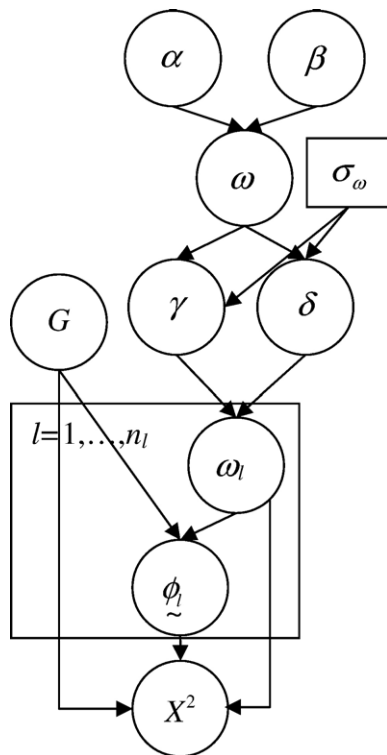 α β
ω σ_ω
G γ δ
l=1,…,n_l
ω_l
ϕ_l
~
X²